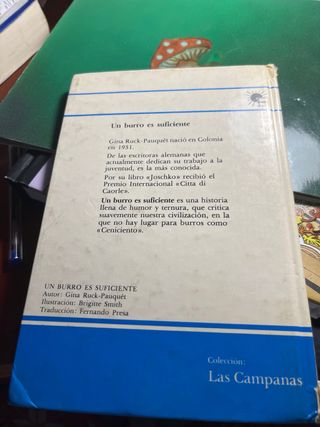 Un burro es suficiente
Gina Ruck-Pauquèt nació en Colonia
en 1931.
De las escritoras alemanas que
actualmente dedican su trabajo a la
juventud, es la más conocida.
Por su libro «Joschko» recibió el
Premio Internacional «Citta di
Caorle».
Un burro es suficiente es una historia
llena de humor y ternura, que critica
suavemente nuestra civilización, en la
que no hay lugar para burros como
«Ceniciento».
UN BURRO ES SUFICIENTE
Autor: Gina Ruck-Pauquét
Ilustración: Brigitte Smith
Traducción: Fernando Presa
Colección:
Las Campanas